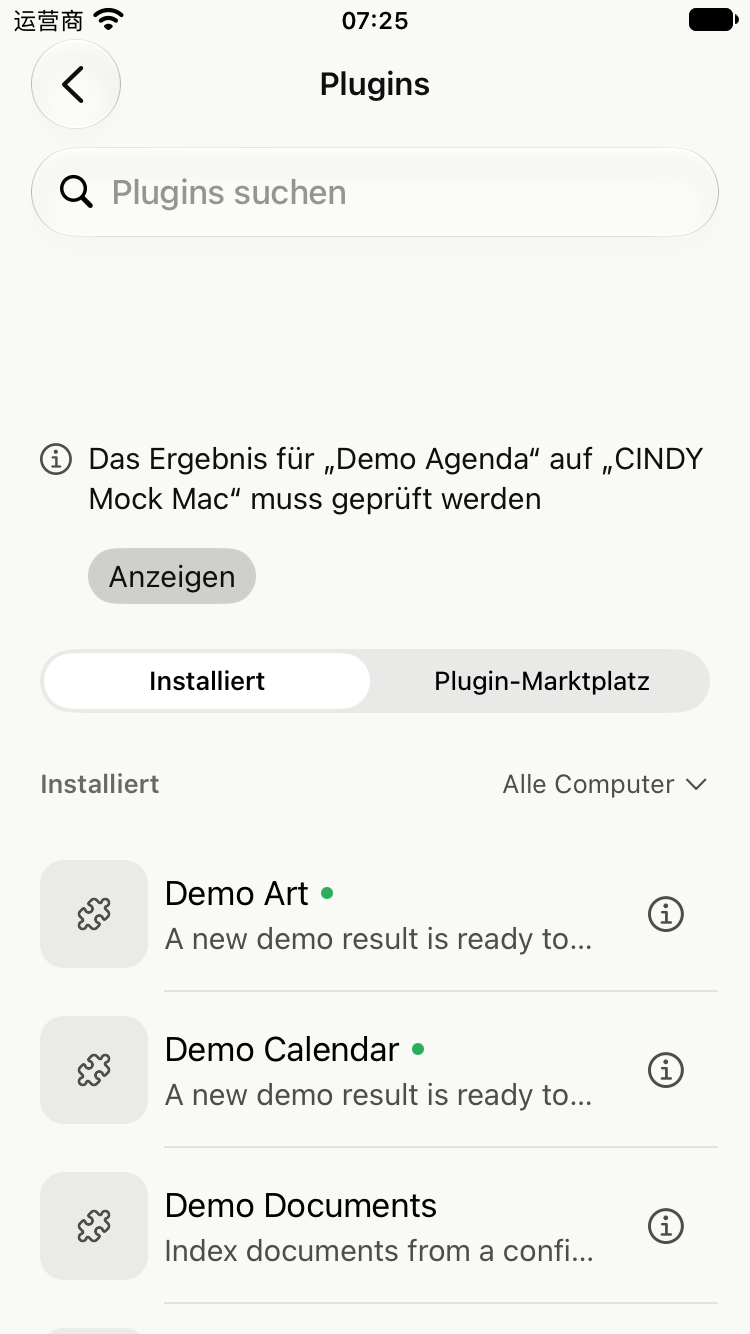 运营商
07:25
Plugins
Plugins suchen
Das Ergebnis für „Demo Agenda“ auf „CINDY
Mock Mac“ muss geprüft werden
Anzeigen
Installiert
Plugin-Marktplatz
Installiert
Alle Computer
Demo Art
A new demo result is ready to...
Demo Calendar
A new demo result is ready to...
Demo Documents
Index documents from a confi...